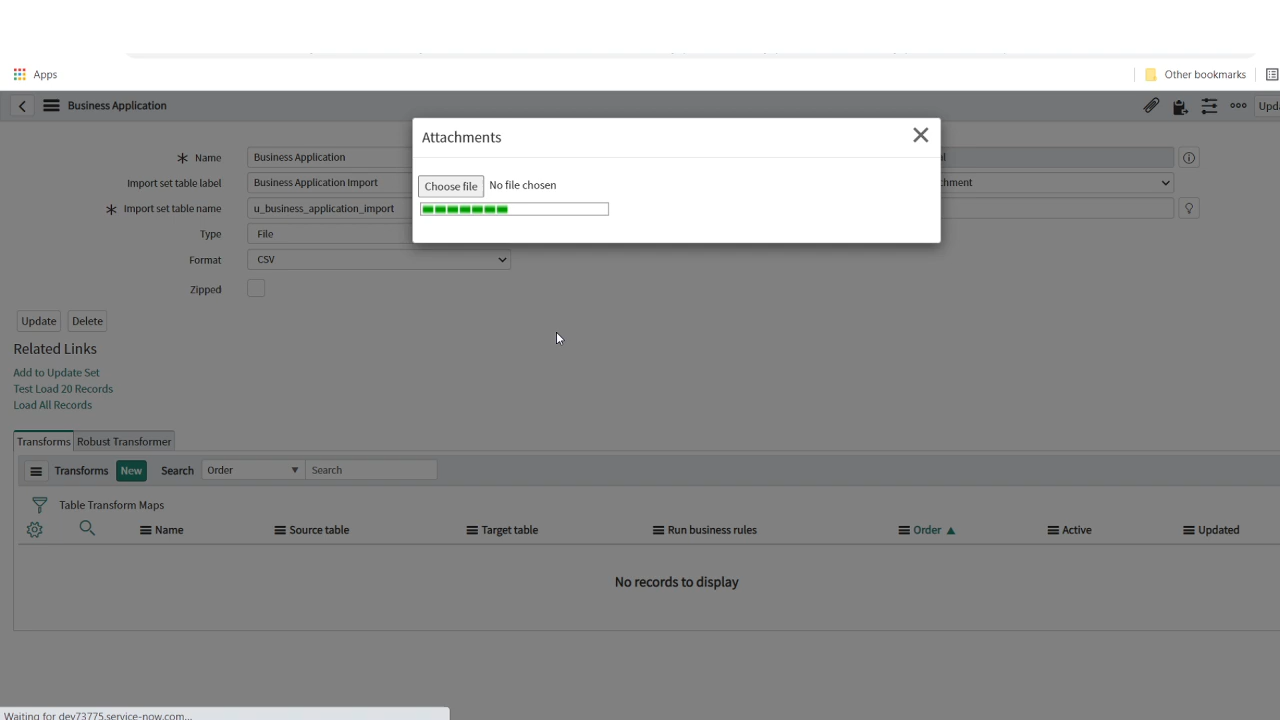 Apps
Other bookmarks
Business Application
Attachments
Name
Business Application
Import set table label
Business Application Import
chment
Choose file No file chosen
Import set table name
u_business_application_import
Type
File
Format
CSV
Zipped
Update Delete
Related Links
Add to Update Set
Test Load 20 Records
Load All Records
Transforms Robust Transformer
Transforms New Search Order Search
Table Transform Maps
Name Source table Target table Run business rules Order Active Updated
No records to display
Waiting for dev73775.service-now.com...